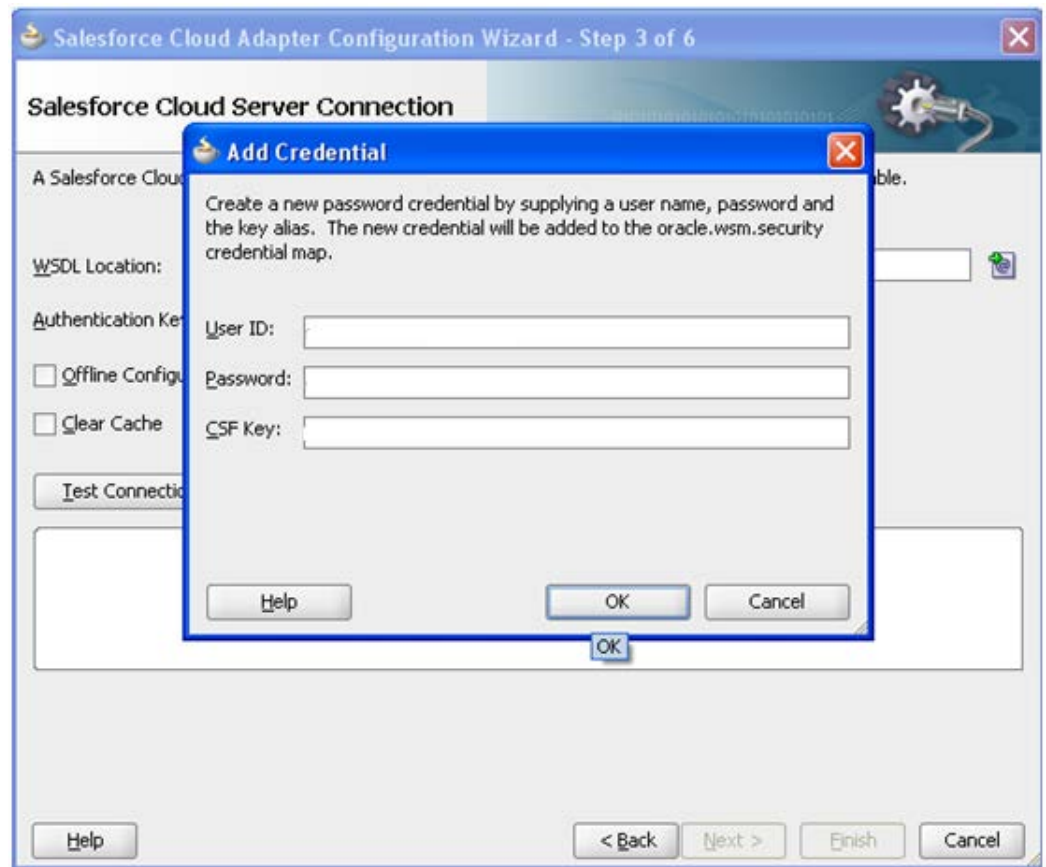 Salesforce Cloud Adapter Configuration Wizard - Step 3 of 6
Salesforce Cloud Server Connection
Add Credential
A Salesforce Cloud
Create a new password credential by supplying a user name, password and
the key alias. The new credential will be added to the oracle.wsm.security
credential map.
WSDL Location:
Authentication Key
User ID:
Offline Configu
Password:
Clear Cache
CSF Key:
Test Connectio
Help
OK
Cancel
OK
Help
< Back
Next >
Finish
Cancel